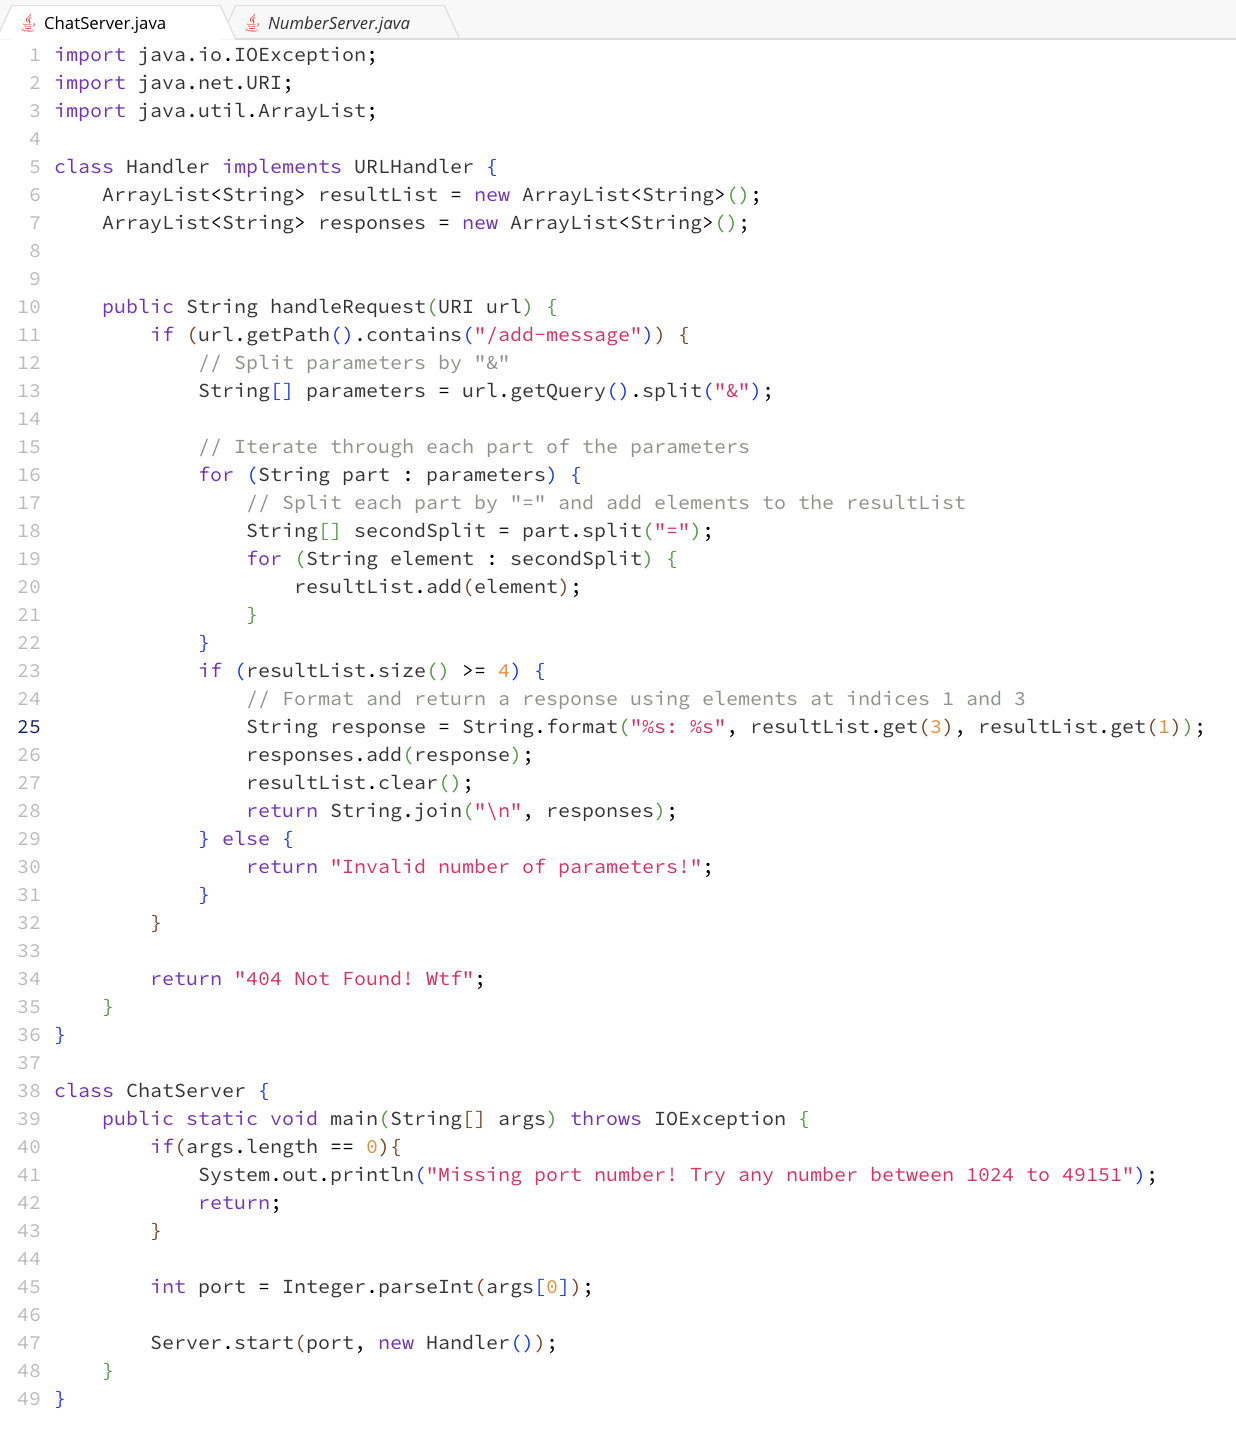 ChatServer.java NumberServer.java
1 import java.io.IOException;
2 import java.net.URI;
3 import java.util.ArrayList;
4
5 class Handler implements URLHandler {
6     ArrayList<String> resultList = new ArrayList<String>();
7     ArrayList<String> responses = new ArrayList<String>();
8
9
10     public String handleRequest(URI url) {
11         if (url.getPath().contains("/add-message")) {
12             // Split parameters by "&"
13             String[] parameters = url.getQuery().split("&");
14
15             // Iterate through each part of the parameters
16             for (String part : parameters) {
17                 // Split each part by "=" and add elements to the resultList
18                 String[] secondSplit = part.split("=");
19                 for (String element : secondSplit) {
20                     resultList.add(element);
21                 }
22             }
23             if (resultList.size() >= 4) {
24                 // Format and return a response using elements at indices 1 and 3
25                 String response = String.format("%s: %s", resultList.get(3), resultList.get(1));
26                 responses.add(response);
27                 resultList.clear();
28                 return String.join("\n", responses);
29             } else {
30                 return "Invalid number of parameters!";
31             }
32         }
33
34         return "404 Not Found! Wtf";
35     }
36 }
37
38 class ChatServer {
39     public static void main(String[] args) throws IOException {
40         if(args.length == 0){
41             System.out.println("Missing port number! Try any number between 1024 to 49151");
42             return;
43         }
44
45         int port = Integer.parseInt(args[0]);
46
47         Server.start(port, new Handler());
48     }
49 }